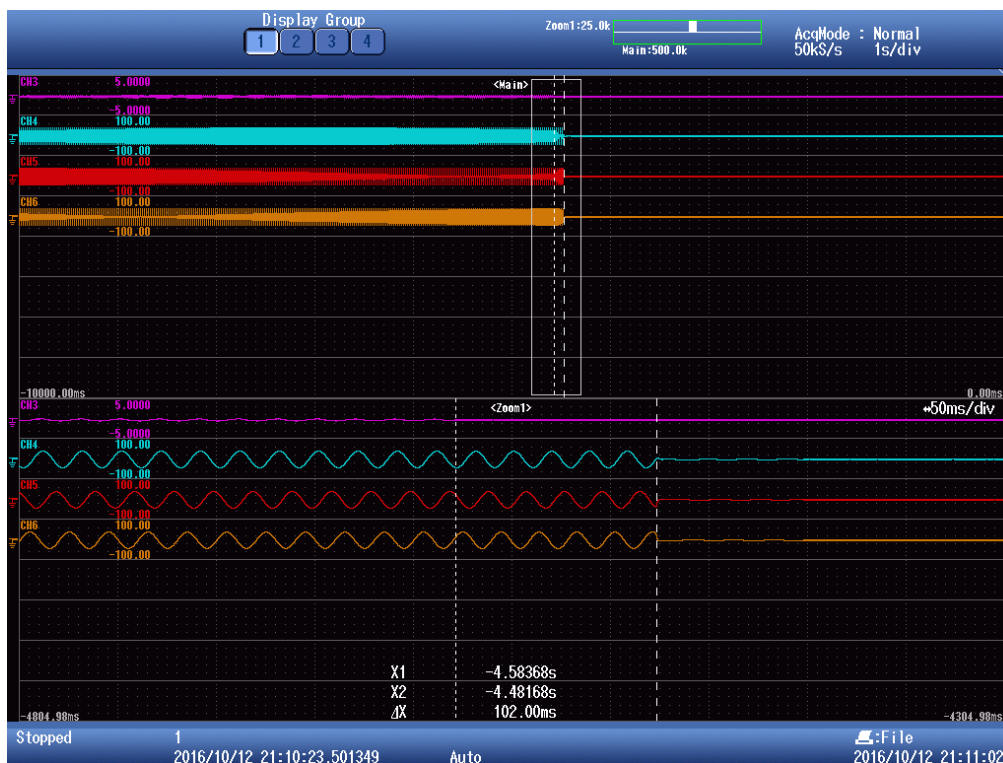 Display Group
1 2 3 4
Zoom1:25.0k
Main:500.0k
AcqMode : Normal
50kS/s 1s/div
CH3 5.0000
<Main>
-5.0000
CH4 100.00
-100.00
CH5 100.00
-100.00
CH6 100.00
-100.00
-10000.00ms 0.00ms
CH3 5.0000
<Zoom1>
50ms/div
-5.0000
CH4 100.00
-100.00
CH5 100.00
-100.00
CH6 100.00
-100.00
X1 -4.58368s
X2 -4.48168s
ΔX 102.00ms
-4804.98ms -4304.98ms
Stopped 1
:File
2016/10/12 21:10:23.501349 Auto 2016/10/12 21:11:02